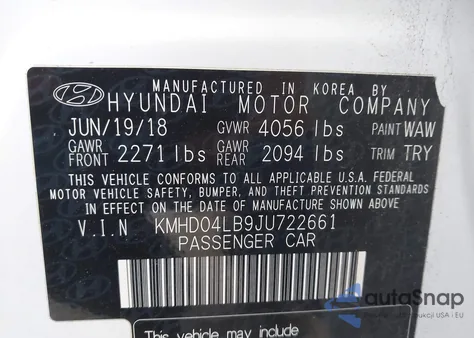 MANUFACTURED IN KOREA BY
HYUNDAI MOTOR COMPANY
JUN/19/18 GVWR 4056 lbs PAINT WAW
GAWR FRONT 2271 lbs GAWR REAR 2094 lbs TRIM TRY
THIS VEHICLE CONFORMS TO ALL APPLICABLE U.S.A. FEDERAL
MOTOR VEHICLE SAFETY, BUMPER, AND THEFT PREVENTION
STANDARDS IN EFFECT ON THE DATE OF MANUFACTURE SHOWN ABOVE.
V.I.N KMHD04LB9JU722661
PASSENGER CAR
This vehicle may include
autoSnap
USA i EU